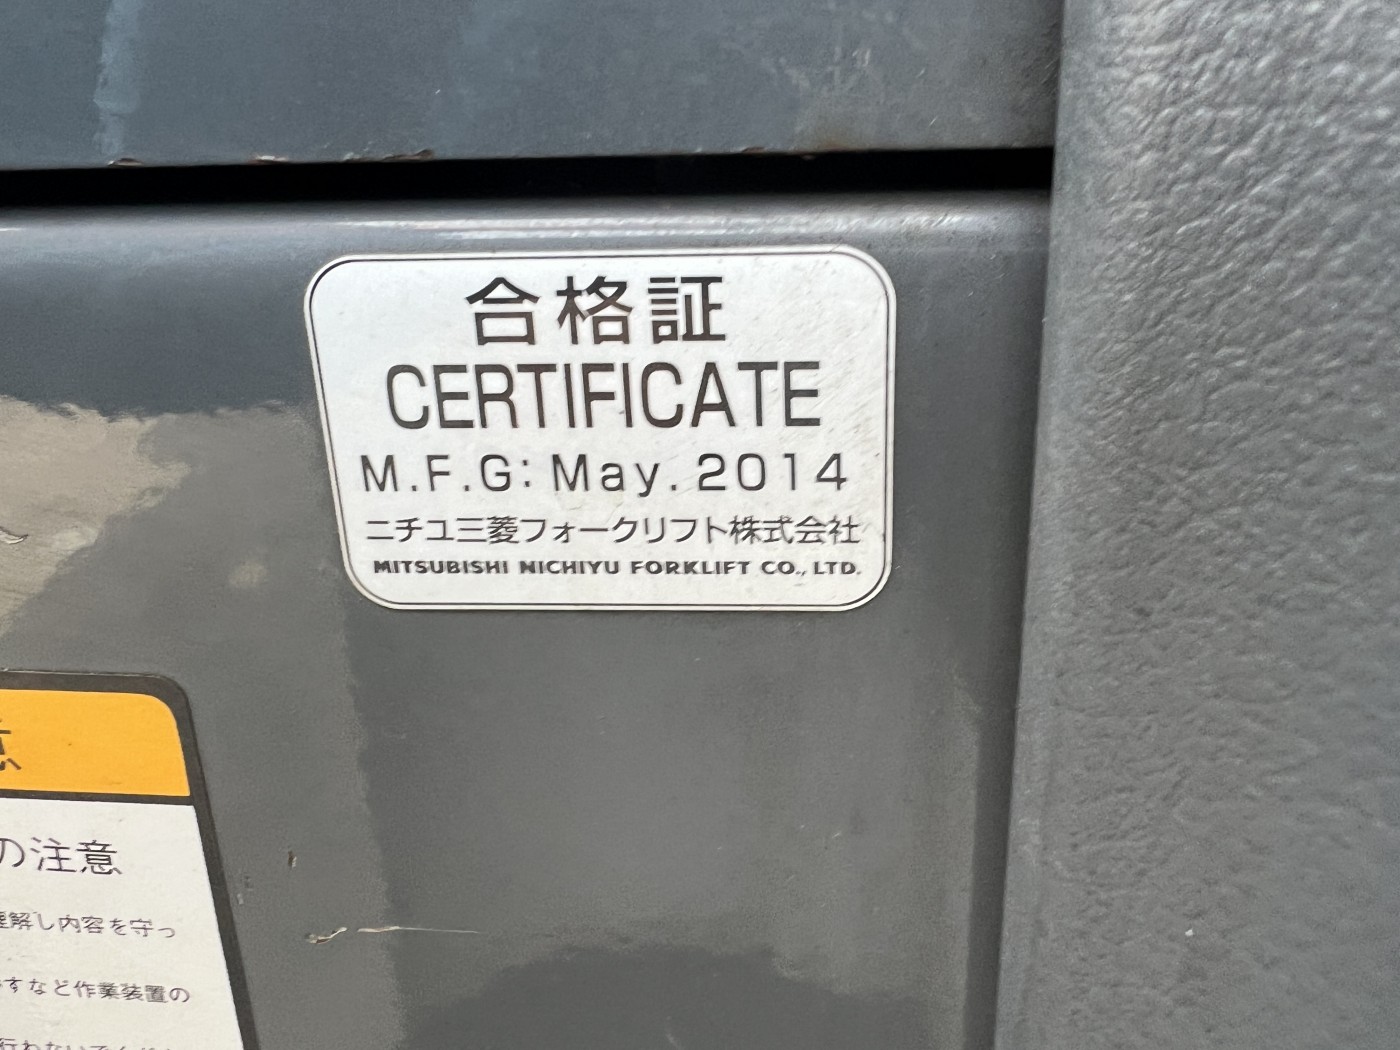 合格証
CERTIFICATE
M.F.G: May. 2014
ニチユ三菱フォークリフト株式会社
MITSUBISHI NICHIYU FORKLIFT CO., LTD.
意
の注意
理解し内容を守っ
すなど作業装置の